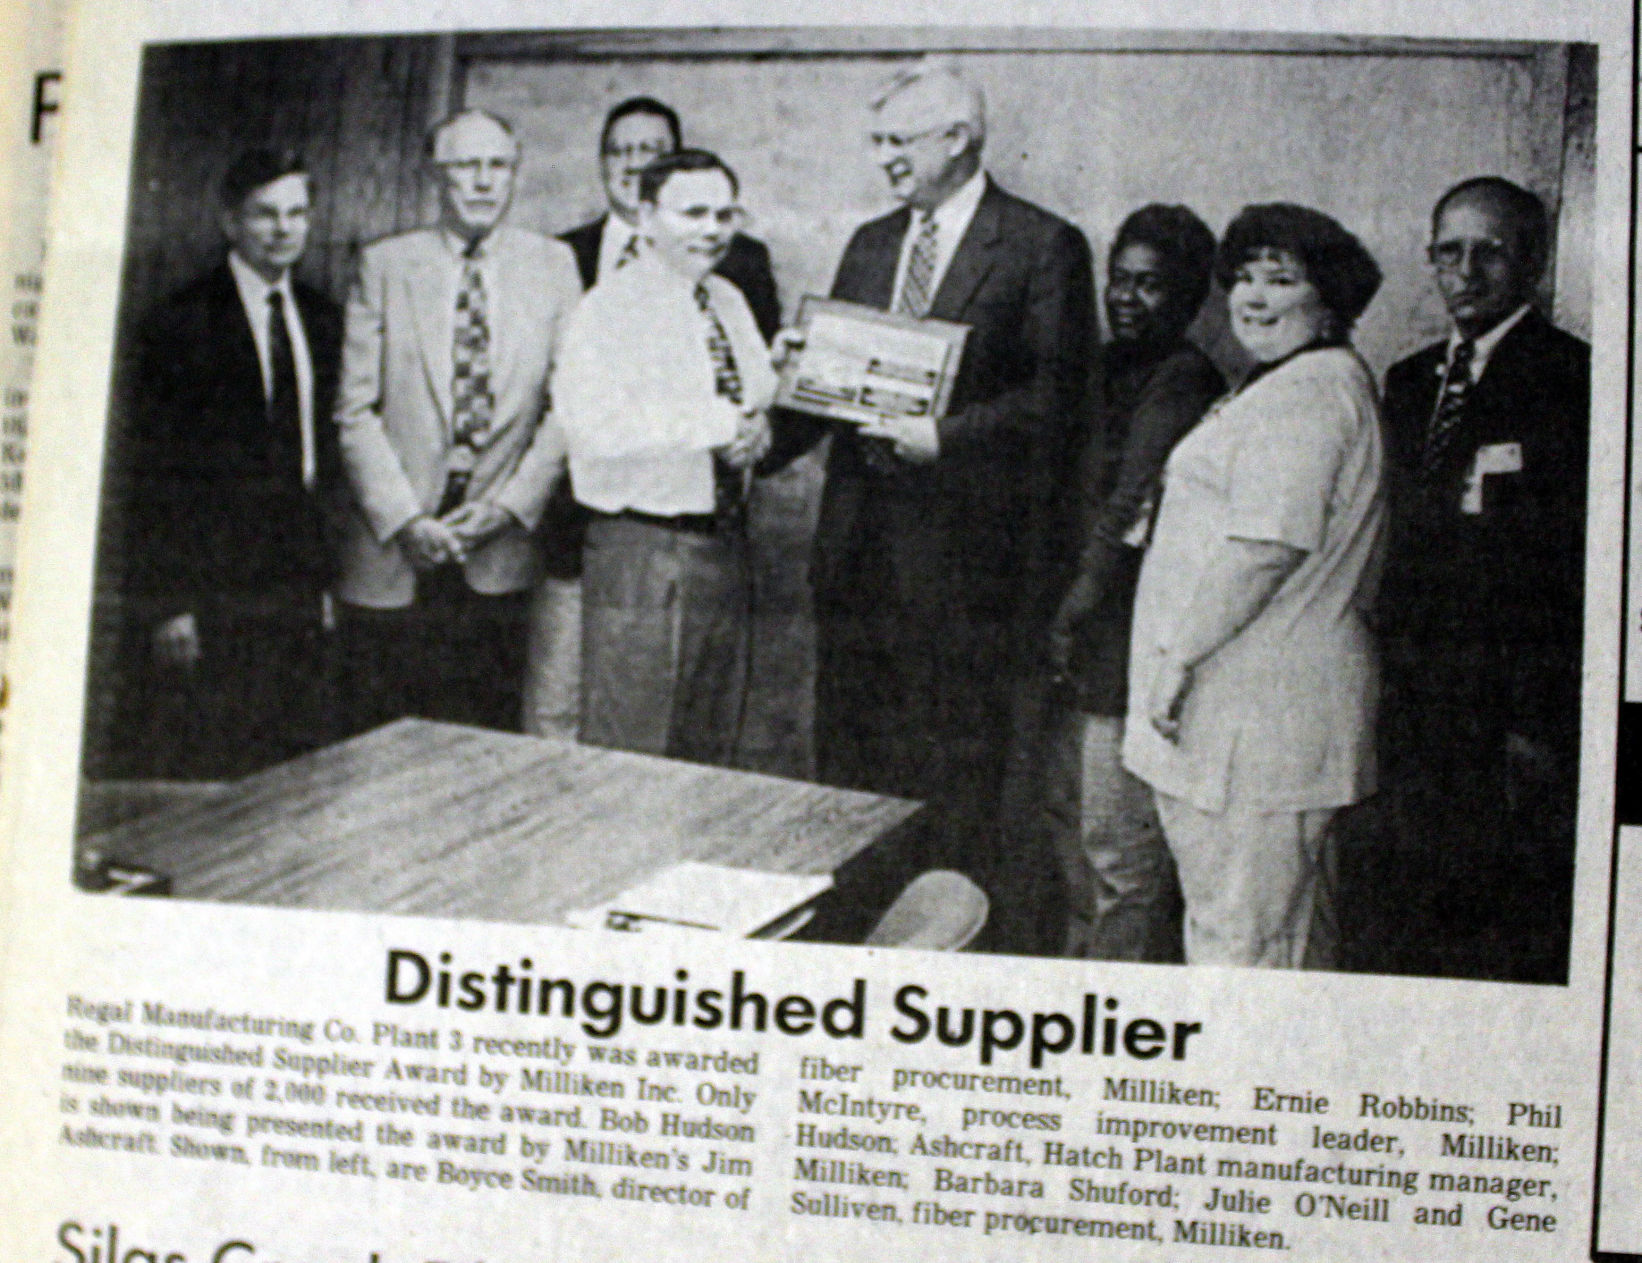 F
Distinguished Supplier
Regal Manufacturing Co. Plant 3 recently was awarded
the Distinguished Supplier Award by Milliken Inc. Only
nine suppliers of 2,000 received the award. Bob Hudson
is shown being presented the award by Milliken's Jim
Ashcraft. Shown, from left, are Boyce Smith, director of
fiber procurement, Milliken; Ernie Robbins; Phil
McIntyre, process improvement leader, Milliken;
Hudson; Ashcraft, Hatch Plant manufacturing manager,
Milliken; Barbara Shuford; Julie O'Neill and Gene
Sulliven, fiber procurement, Milliken.
Silas